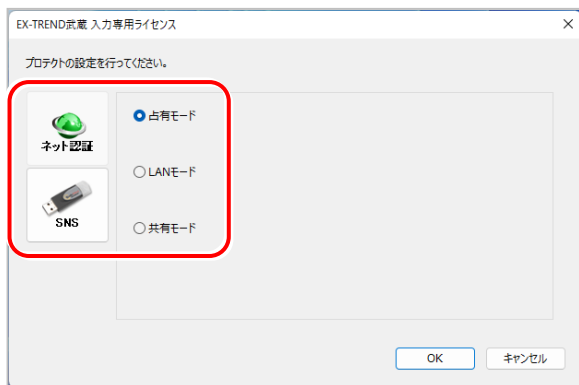 EX-TREND武蔵 入力専用ライセンス
プロテクトの設定を行ってください。
ネット認証
SNS
占有モード
LANモード
共有モード
OK
キャンセル